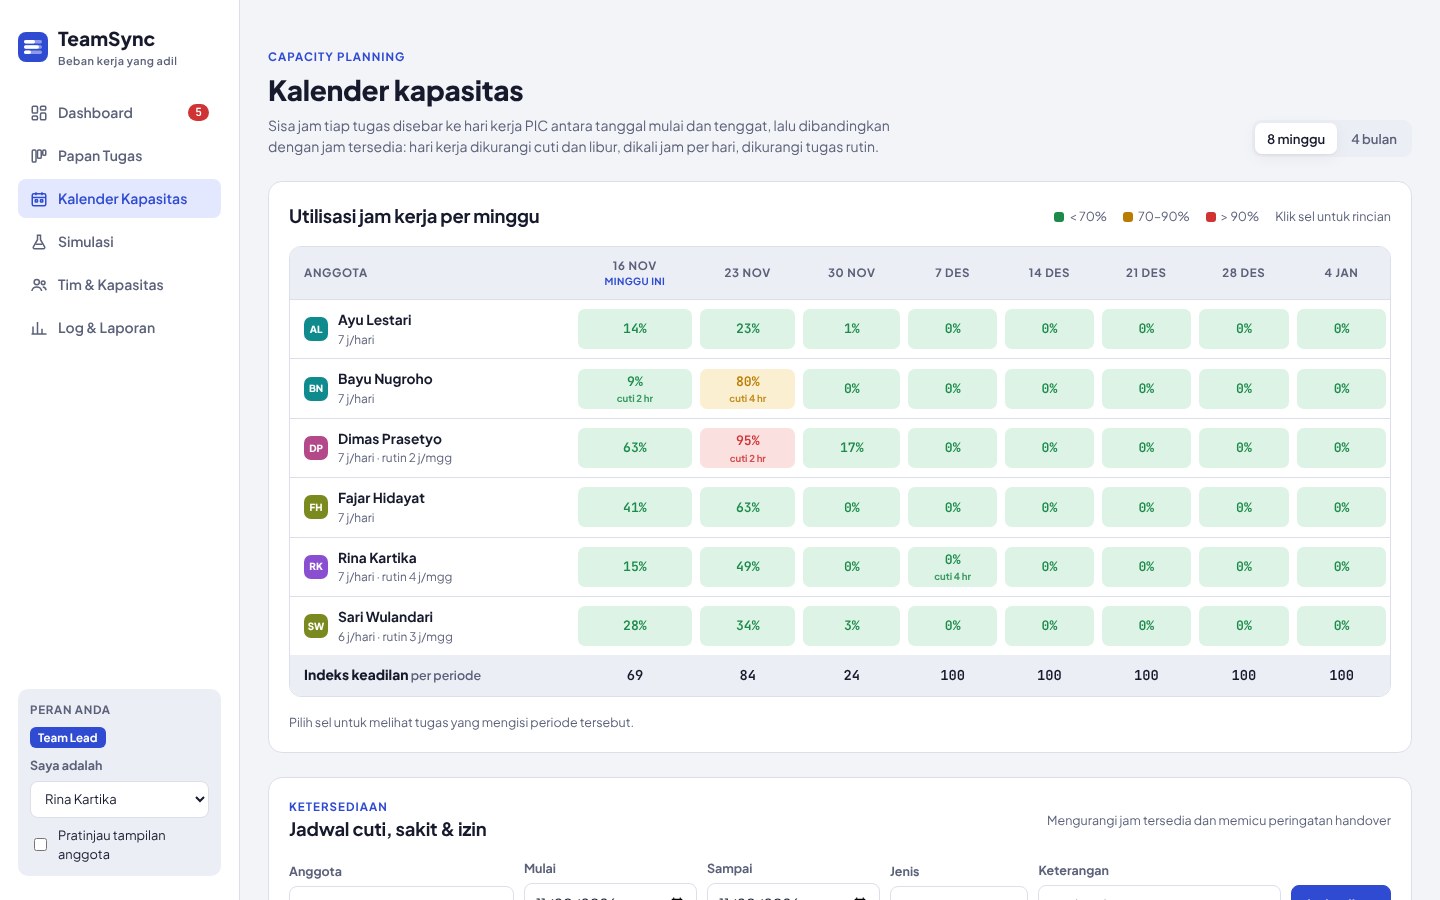 TeamSync
Beban kerja yang adil
Dashboard 5
Papan Tugas
Kalender Kapasitas
Simulasi
Tim & Kapasitas
Log & Laporan
PERAN ANDA
Team Lead
Saya adalah
Rina Kartika
Pratinjau tampilan
anggota
CAPACITY PLANNING
Kalender kapasitas
Sisa jam tiap tugas disebar ke hari kerja PIC antara tanggal mulai dan tenggat, lalu dibandingkan
dengan jam tersedia: hari kerja dikurangi cuti dan libur, dikali jam per hari, dikurangi tugas rutin.
8 minggu 4 bulan
Utilisasi jam kerja per minggu
< 70% 70–90% > 90% Klik sel untuk rincian
ANGGOTA 16 NOV 23 NOV 30 NOV 7 DES 14 DES 21 DES 28 DES 4 JAN
MINGGU INI
Ayu Lestari
AL 14% 23% 1% 0% 0% 0% 0% 0%
7 j/hari
Bayu Nugroho 9% 80%
BN 0% 0% 0% 0% 0% 0%
7 j/hari cuti 2 hr cuti 4 hr
Dimas Prasetyo 95%
DP 63% 17% 0% 0% 0% 0% 0%
7 j/hari · rutin 2 j/mgg cuti 2 hr
Fajar Hidayat
FH 41% 63% 0% 0% 0% 0% 0% 0%
7 j/hari
Rina Kartika 0%
RK 15% 49% 0% 0% 0% 0% 0%
7 j/hari · rutin 4 j/mgg cuti 4 hr
Sari Wulandari
SW 28% 34% 3% 0% 0% 0% 0% 0%
6 j/hari · rutin 3 j/mgg
Indeks keadilan per periode 69 84 24 100 100 100 100 100
Pilih sel untuk melihat tugas yang mengisi periode tersebut.
KETERSEDIAAN
Jadwal cuti, sakit & izin
Mengurangi jam tersedia dan memicu peringatan handover
Anggota Mulai Sampai Jenis Keterangan